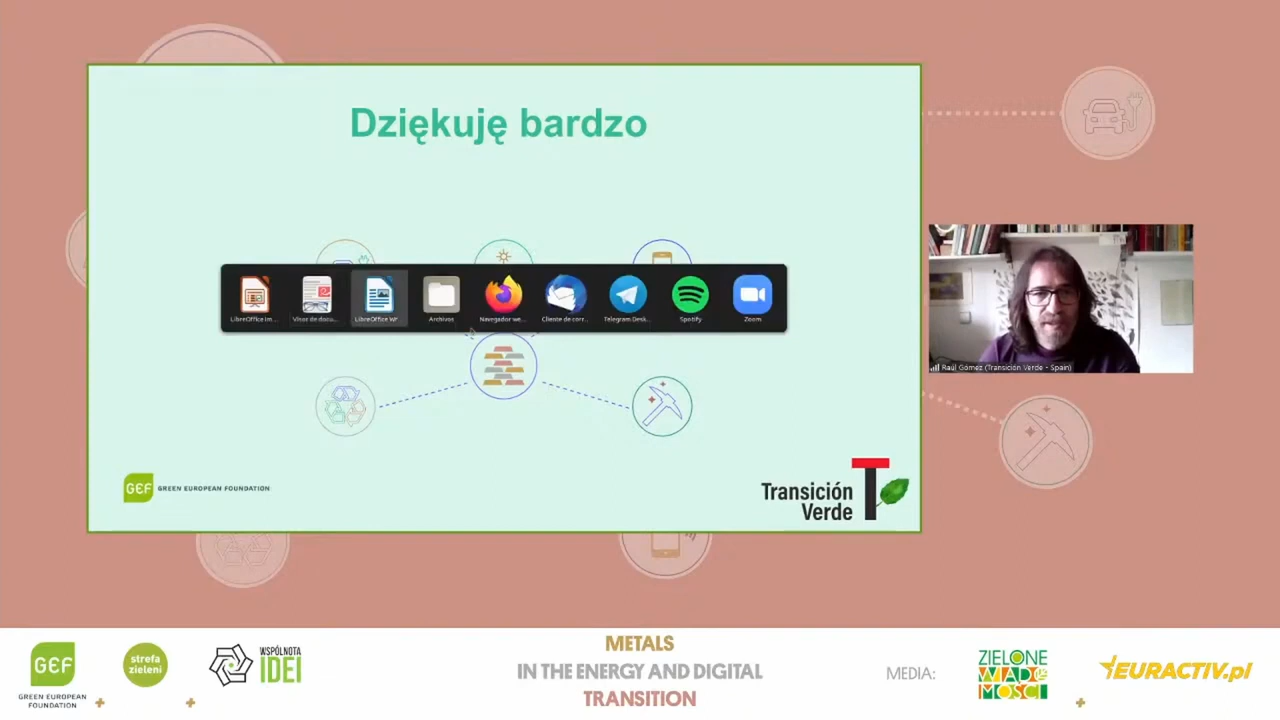 Dziękuję bardzo
LibreOffice Im...
Visor de docu...
LibreOffice Wr...
Archivos
Navegador we...
Cliente de corr...
Telegram Desk...
Spotify
Zoom
GEF GREEN EUROPEAN FOUNDATION
Transición
Verde
Raúl Gómez (Transición Verde - Spain)
GEF
GREEN EUROPEAN
FOUNDATION
strefa
zieleni
WSPÓLNOTA
IDEI
METALS
IN THE ENERGY AND DIGITAL
TRANSITION
MEDIA:
ZIELONE
WIADO
MOŚCI
EURACTIV.pl